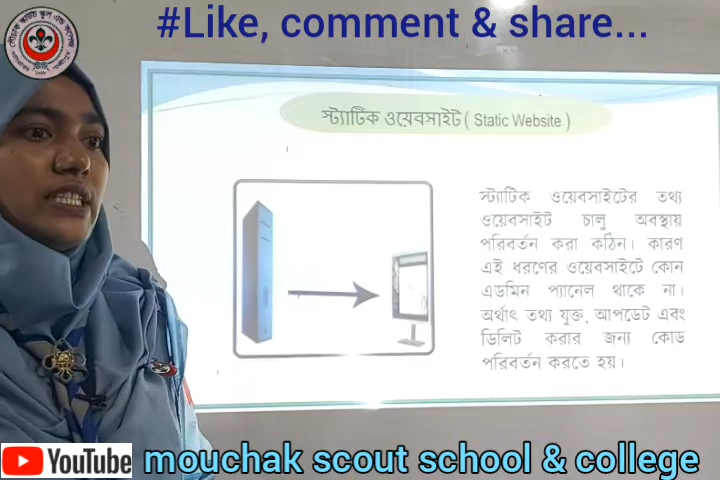 #Like, comment & share...
স্ট্যাটিক ওয়েবসাইট ( Static Website )
স্ট্যাটিক ওয়েবসাইটের তথ্য
ওয়েবসাইট চালু অবস্থায়
পরিবর্তন করা কঠিন। কারণ
এই ধরণের ওয়েবসাইটে কোন
এডমিন প্যানেল থাকে না।
অর্থাৎ তথ্য যুক্ত, আপডেট এবং
ডিলিট করার জন্য কোড
পরিবর্তন করতে হয়।
YouTube mouchak scout school & college